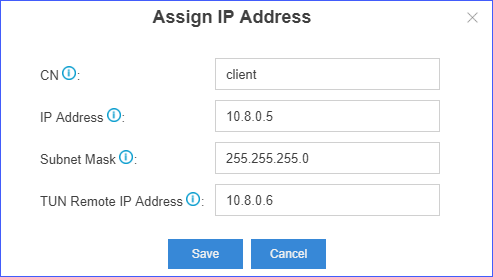 Assign IP Address
CN : client
IP Address : 10.8.0.5
Subnet Mask : 255.255.255.0
TUN Remote IP Address : 10.8.0.6
Save Cancel